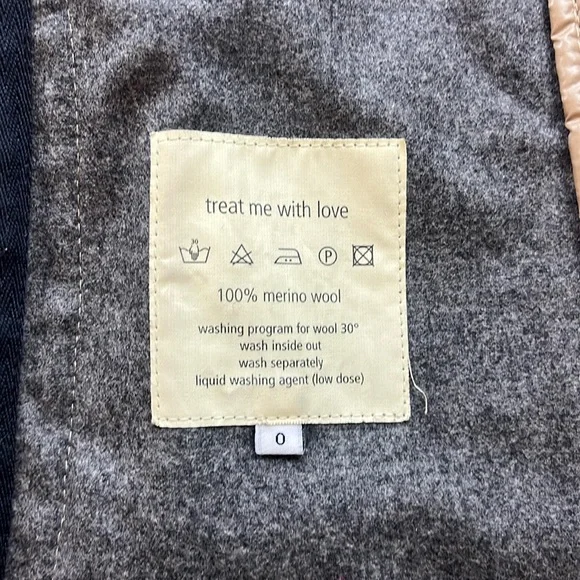 treat me with love
30
P
100% merino wool
washing program for wool 30°
wash inside out
wash separately
liquid washing agent (low dose)
0